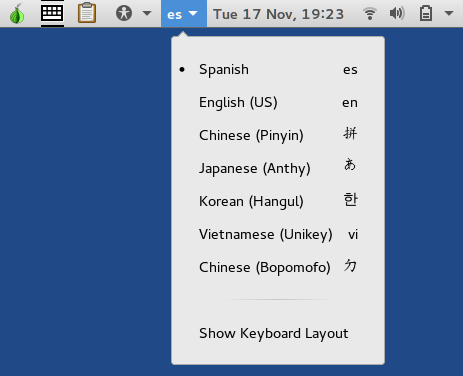 es Tue 17 Nov, 19:23
Spanish es
English (US) en
Chinese (Pinyin) 拼
Japanese (Anthy) あ
Korean (Hangul) 한
Vietnamese (Unikey) vi
Chinese (Bopomofo) ㄉ
Show Keyboard Layout